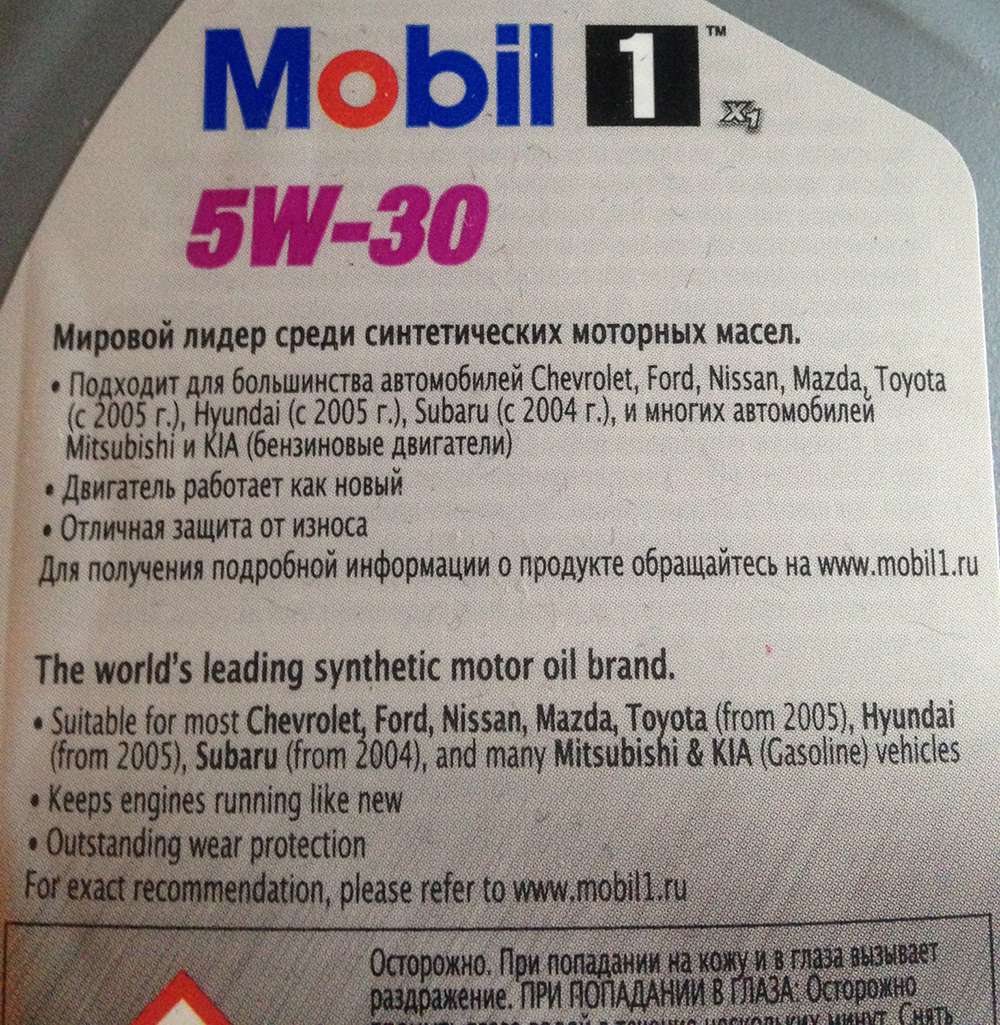 Mobil 1™
x1
5W-30
Мировой лидер среди синтетических моторных масел.
• Подходит для большинства автомобилей Chevrolet, Ford, Nissan, Mazda, Toyota
(с 2005 г.), Hyundai (с 2005 г.), Subaru (с 2004 г.), и многих автомобилей
Mitsubishi и KIA (бензиновые двигатели)
• Двигатель работает как новый
• Отличная защита от износа
Для получения подробной информации о продукте обращайтесь на www.mobil1.ru
The world's leading synthetic motor oil brand.
• Suitable for most Chevrolet, Ford, Nissan, Mazda, Toyota (from 2005), Hyundai
(from 2005), Subaru (from 2004), and many Mitsubishi & KIA (Gasoline) vehicles
• Keeps engines running like new
• Outstanding wear protection
For exact recommendation, please refer to www.mobil1.ru
Осторожно. При попадании на кожу и в глаза вызывает
раздражение. ПРИ ПОПАДАНИИ В ГЛАЗА: Осторожно
нескольких минут. Снять